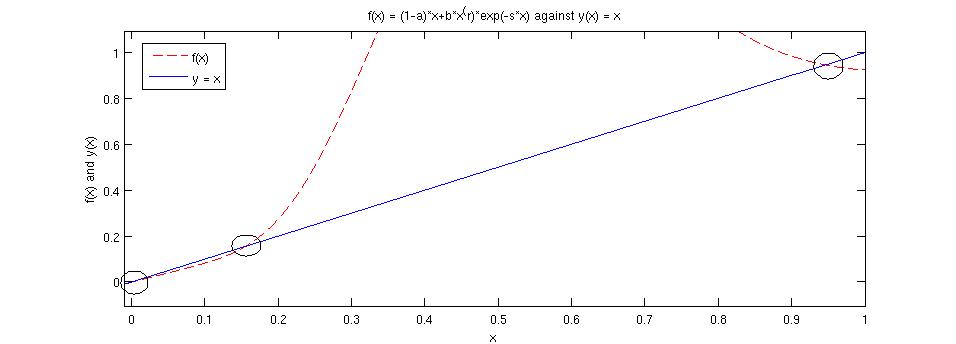 f(x) = (1-a)*x+b*x^(r)*exp(-s*x) against y(x) = x
f(x)
y = x
f(x) and y(x)
1
0.8
0.6
0.4
0.2
0
0 0.1 0.2 0.3 0.4 0.5 0.6 0.7 0.8 0.9 1
x